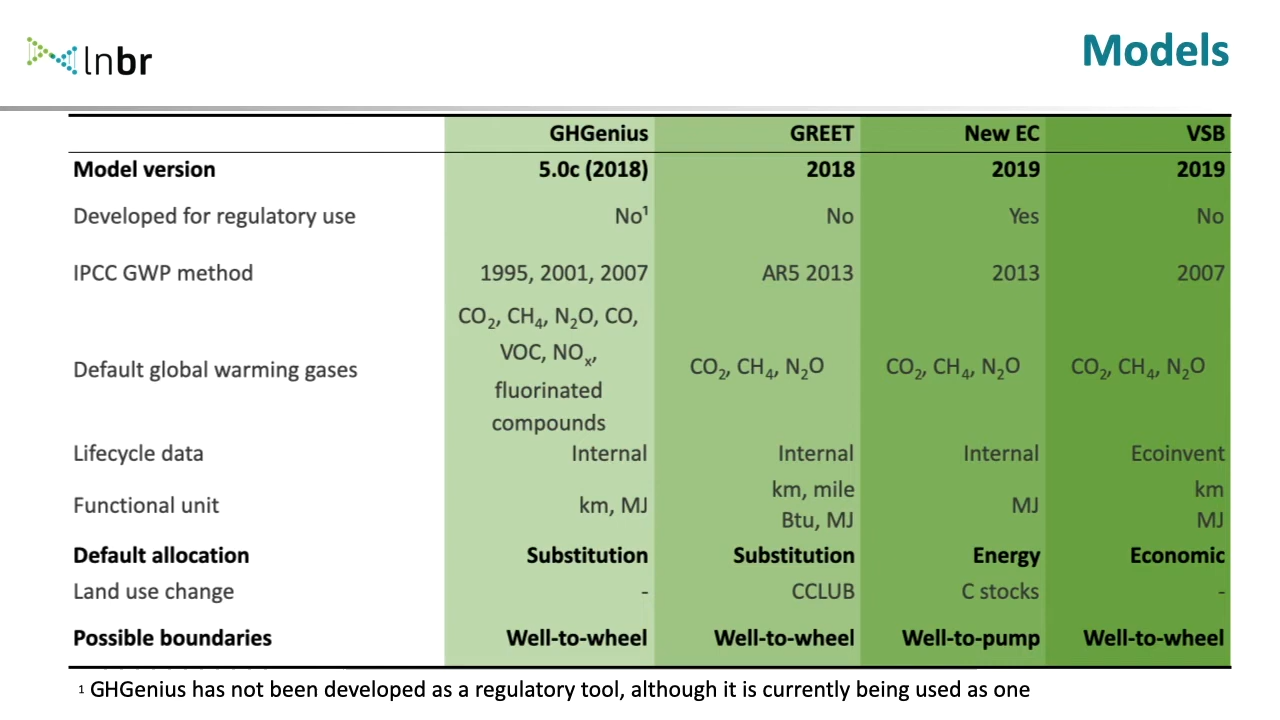 lnbr
Models
GHGenius GREET New EC VSB
Model version 5.0c (2018) 2018 2019 2019
Developed for regulatory use No¹ No Yes No
IPCC GWP method 1995, 2001, 2007 AR5 2013 2013 2007
CO₂, CH₄, N₂O, CO,
VOC, NOₓ,
Default global warming gases CO₂, CH₄, N₂O CO₂, CH₄, N₂O CO₂, CH₄, N₂O
fluorinated
compounds
Lifecycle data Internal Internal Internal Ecoinvent
km, mile km
Functional unit km, MJ MJ
Btu, MJ MJ
Default allocation Substitution Substitution Energy Economic
Land use change - CCLUB C stocks -
Possible boundaries Well-to-wheel Well-to-wheel Well-to-pump Well-to-wheel
¹ GHGenius has not been developed as a regulatory tool, although it is currently being used as one